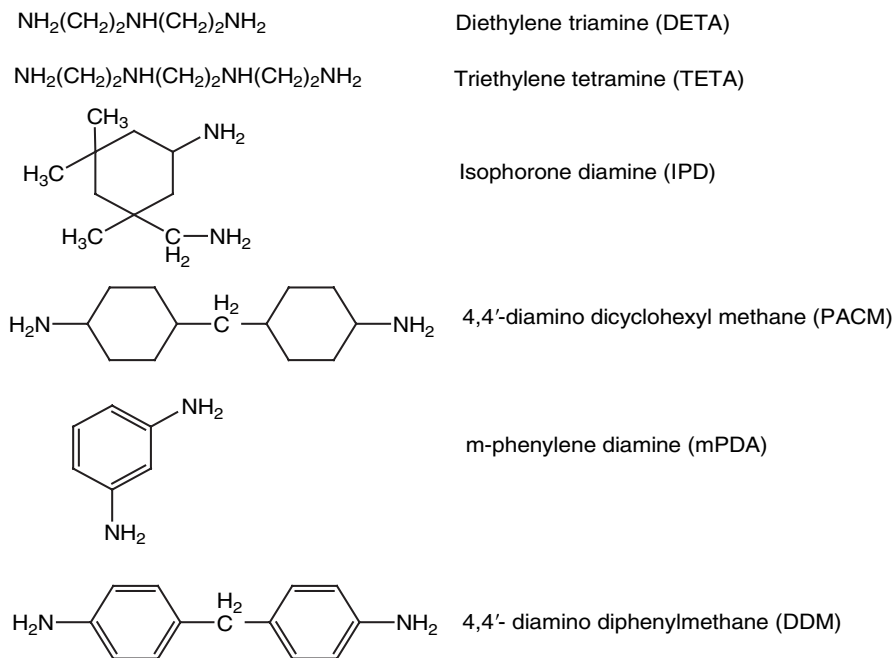 NH₂(CH₂)₂NH(CH₂)₂NH₂ Diethylene triamine (DETA)
NH₂(CH₂)₂NH(CH₂)₂NH(CH₂)₂NH₂ Triethylene tetramine (TETA)
CH₃
NH₂
H₃C
Isophorone diamine (IPD)
H₃C C NH₂
H₂
H₂
H₂N C NH₂ 4,4′-diamino dicyclohexyl methane (PACM)
NH₂
m-phenylene diamine (mPDA)
NH₂
H₂
H₂N C NH₂ 4,4′- diamino diphenylmethane (DDM)